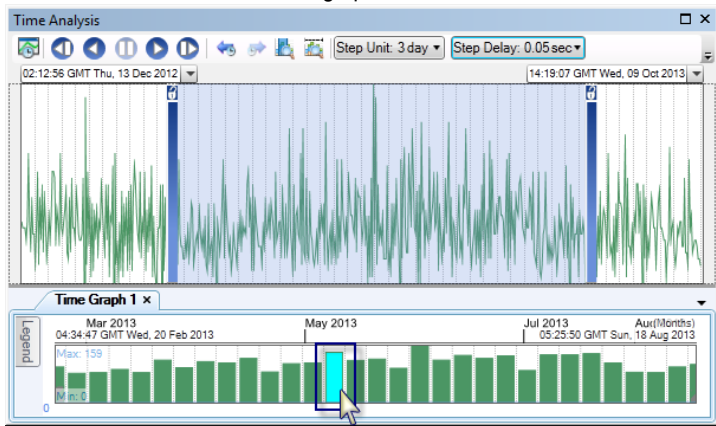 Time Analysis
Step Unit: 3 day
Step Delay: 0.05 sec
02:12:56 GMT Thu, 13 Dec 2012
14:19:07 GMT Wed, 09 Oct 2013
Time Graph 1 ×
Legend
Mar 2013
May 2013
Jul 2013
Aug(Months)
04:34:47 GMT Wed, 20 Feb 2013
05:25:50 GMT Sun, 18 Aug 2013
Max: 159
Min: 0
0